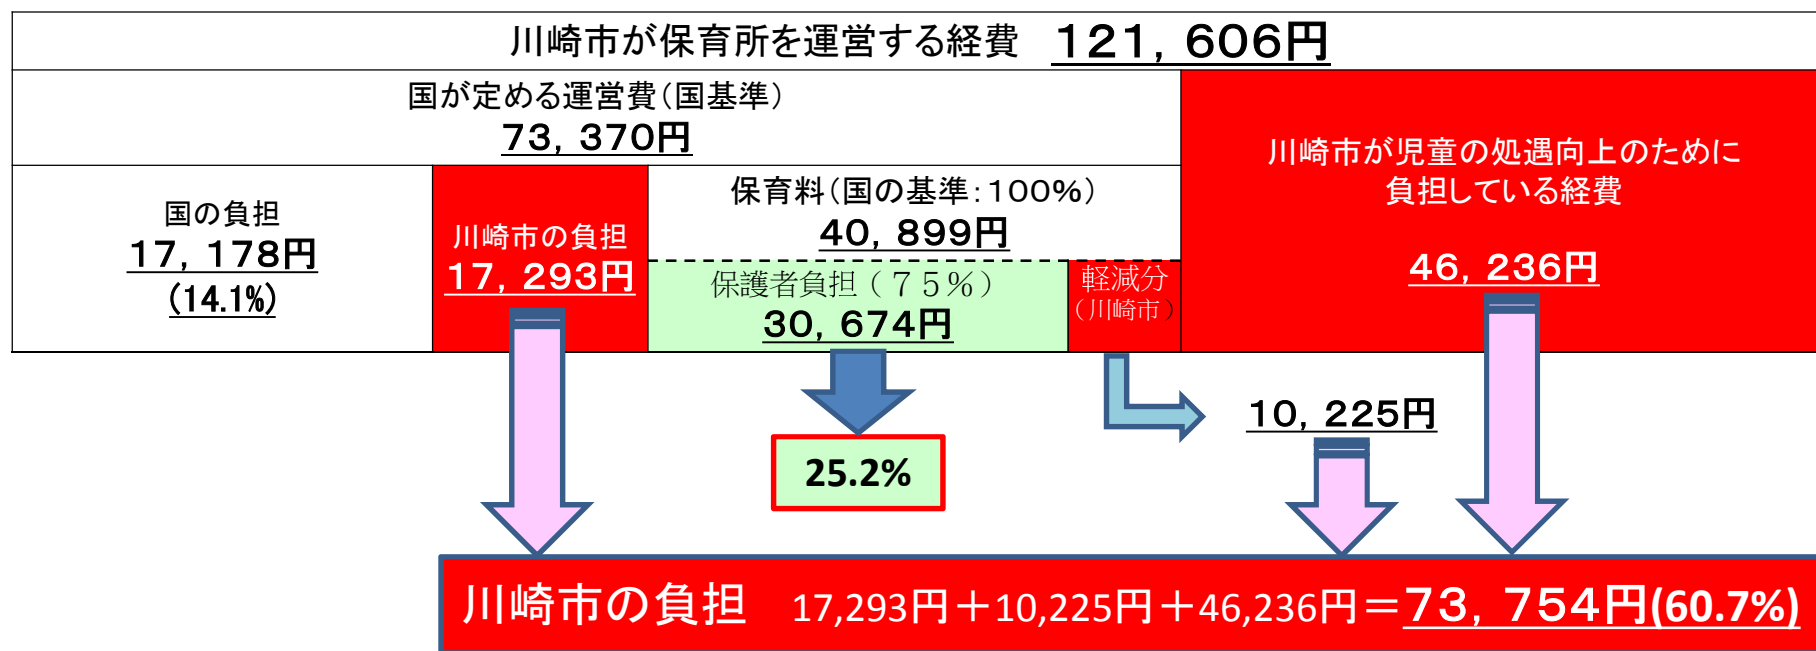 川崎市が保育所を運営する経費　121，606円
国が定める運営費（国基準）
73，370円
川崎市が児童の処遇向上のために
負担している経費
46，236円
国の負担
17，178円
(14.1%)
川崎市の負担
17，293円
保育料（国の基準：100%）
40，899円
保護者負担（７５％）
30，674円
軽減分
（川崎市）
10，225円
25.2%
川崎市の負担　17,293円＋10,225円＋46,236円＝73，754円(60.7%)